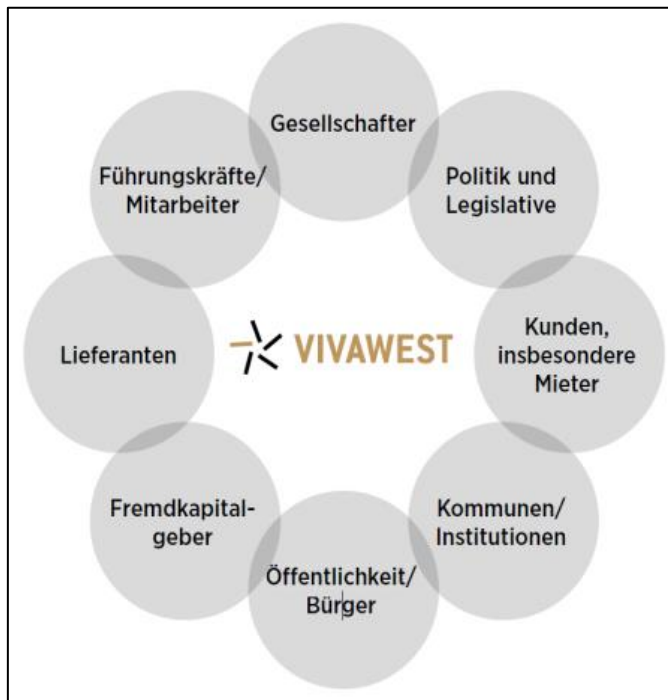 Gesellschafter
Politik und
Legislative
Kunden,
insbesondere
Mieter
Kommunen/
Institutionen
Öffentlichkeit/
Bürger
Fremdkapital-
geber
Lieferanten
Führungskräfte/
Mitarbeiter
VIVAWEST